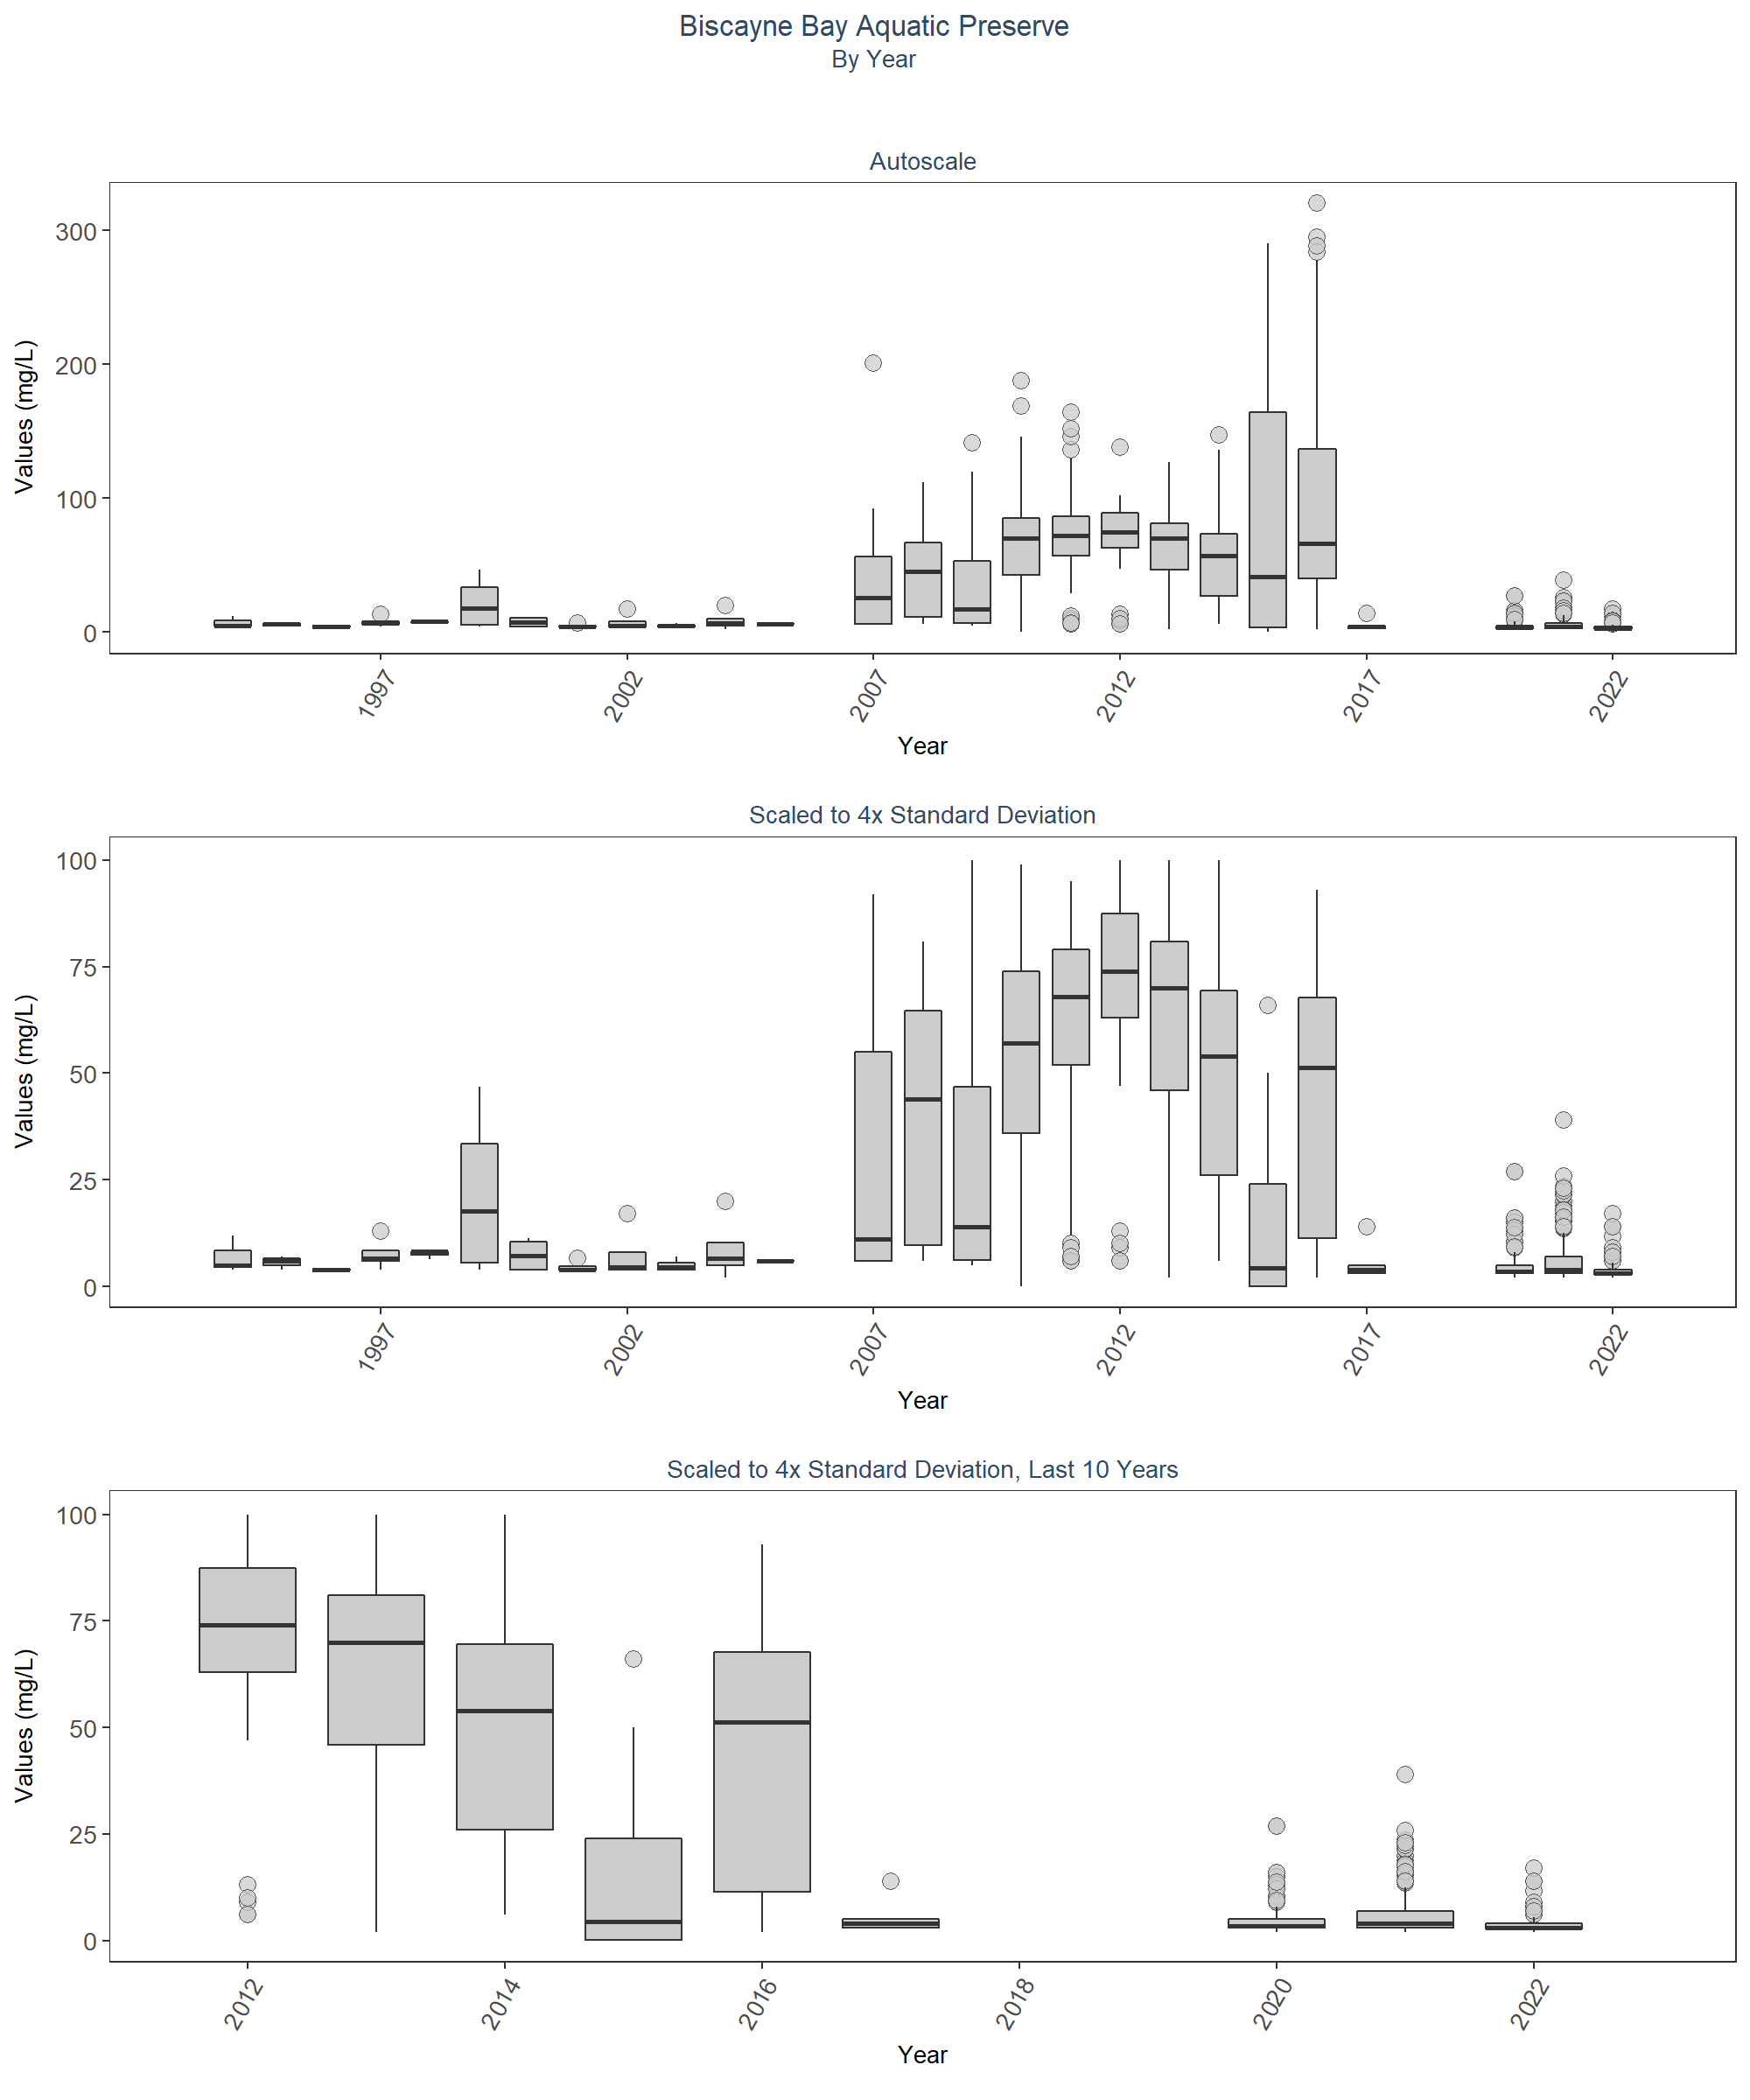 Biscayne Bay Aquatic Preserve
By Year
Autoscale
Values (mg/L)
300
200
100
0
1997
2002
2007
2012
2017
2022
Year
Scaled to 4x Standard Deviation
Values (mg/L)
100
75
50
25
0
1997
2002
2007
2012
2017
2022
Year
Scaled to 4x Standard Deviation, Last 10 Years
Values (mg/L)
100
75
50
25
0
2012
2014
2016
2018
2020
2022
Year